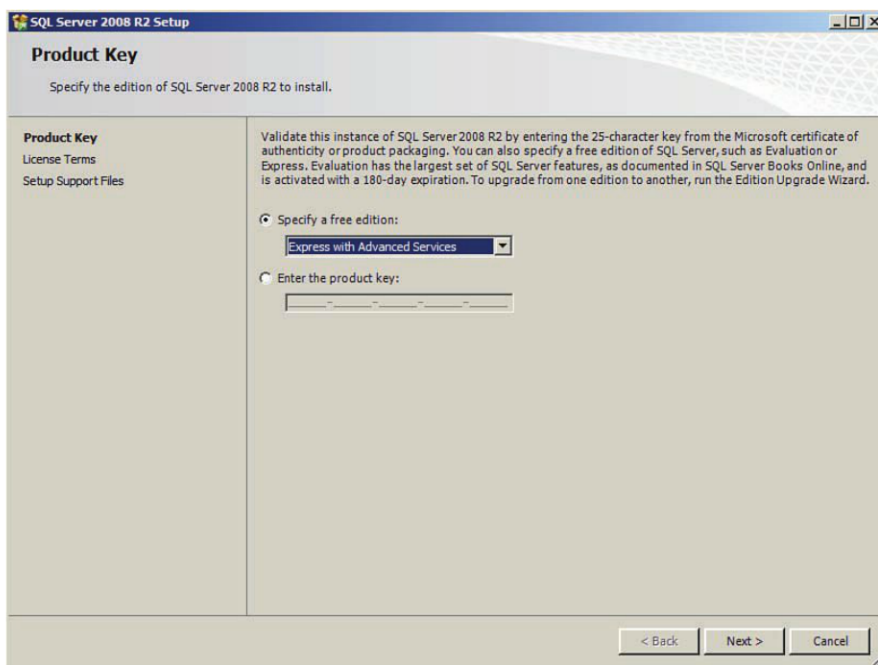 SQL Server 2008 R2 Setup
Product Key
Specify the edition of SQL Server 2008 R2 to install.
Product Key
License Terms
Setup Support Files
Validate this instance of SQL Server 2008 R2 by entering the 25-character key from the Microsoft certificate of
authenticity or product packaging. You can also specify a free edition of SQL Server, such as Evaluation or
Express. Evaluation has the largest set of SQL Server features, as documented in SQL Server Books Online, and
is activated with a 180-day expiration. To upgrade from one edition to another, run the Edition Upgrade Wizard.
Specify a free edition:
Express with Advanced Services
Enter the product key:
_____-_____-_____-_____-_____
< Back
Next >
Cancel